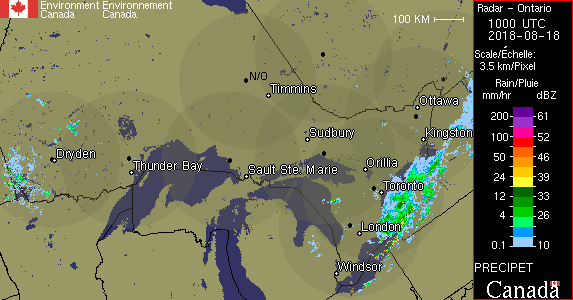 Environment Environnement
Canada Canada
100 KM
N/O
Timmins
Ottawa
Sudbury
Kingston
Dryden
Thunder Bay
Sault Ste. Marie
Orillia
Toronto
London
Windsor
Radar - Ontario
1000 UTC
2018-08-18
Scale/Échelle:
3.5 km/Pixel
Rain/Pluie
mm/hr dBZ
200 61
100 52
50 46
24 39
12 33
4 26
0.1 10
PRECIPET
Canada